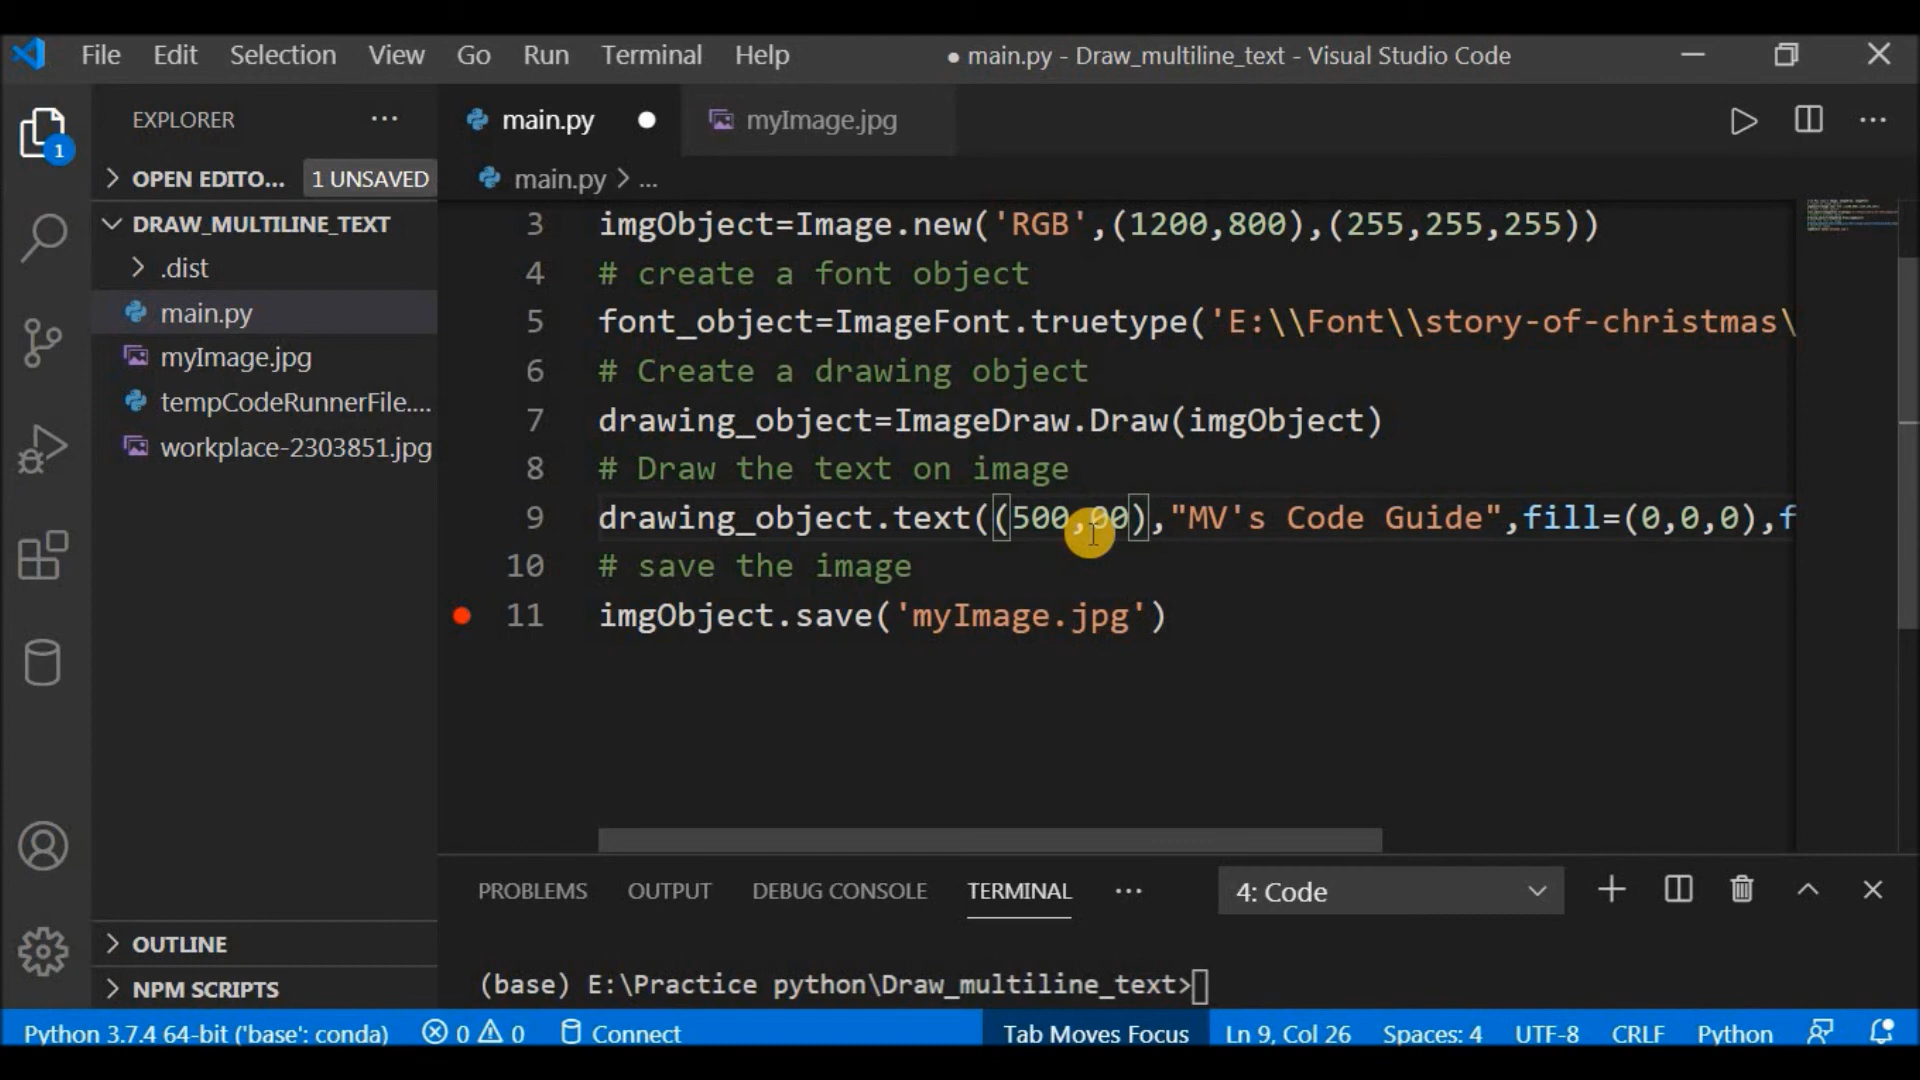 File Edit Selection View Go Run Terminal Help ● main.py - Draw_multiline_text - Visual Studio Code
EXPLORER ... main.py myImage.jpg
OPEN EDITO... 1 UNSAVED main.py > ...
DRAW_MULTILINE_TEXT
.dist
main.py
myImage.jpg
tempCodeRunnerFile....
workplace-2303851.jpg
3 imgObject=Image.new('RGB',(1200,800),(255,255,255))
4 # create a font object
5 font_object=ImageFont.truetype('E:\\Font\\story-of-christmas\
6 # Create a drawing object
7 drawing_object=ImageDraw.Draw(imgObject)
8 # Draw the text on image
9 drawing_object.text((500,00),"MV's Code Guide",fill=(0,0,0),f
10 # save the image
11 imgObject.save('myImage.jpg')
OUTLINE
NPM SCRIPTS
PROBLEMS OUTPUT DEBUG CONSOLE TERMINAL ... 4: Code
(base) E:\Practice python\Draw_multiline_text>
1
Python 3.7.4 64-bit ('base': conda) 0 0 Connect Tab Moves Focus Ln 9, Col 26 Spaces: 4 UTF-8 CRLF Python